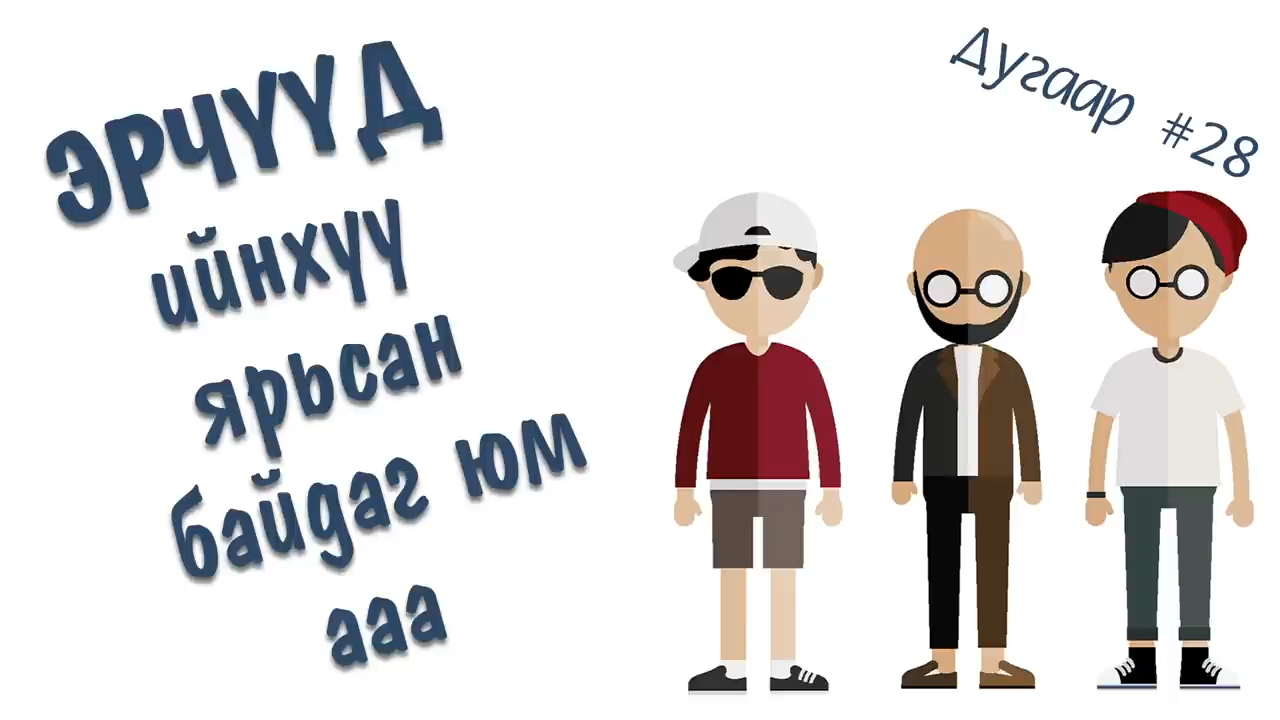 ЭРЧҮҮД
ийнхүү
ярьсан
байдаг юм
ааа
Дугаар #28